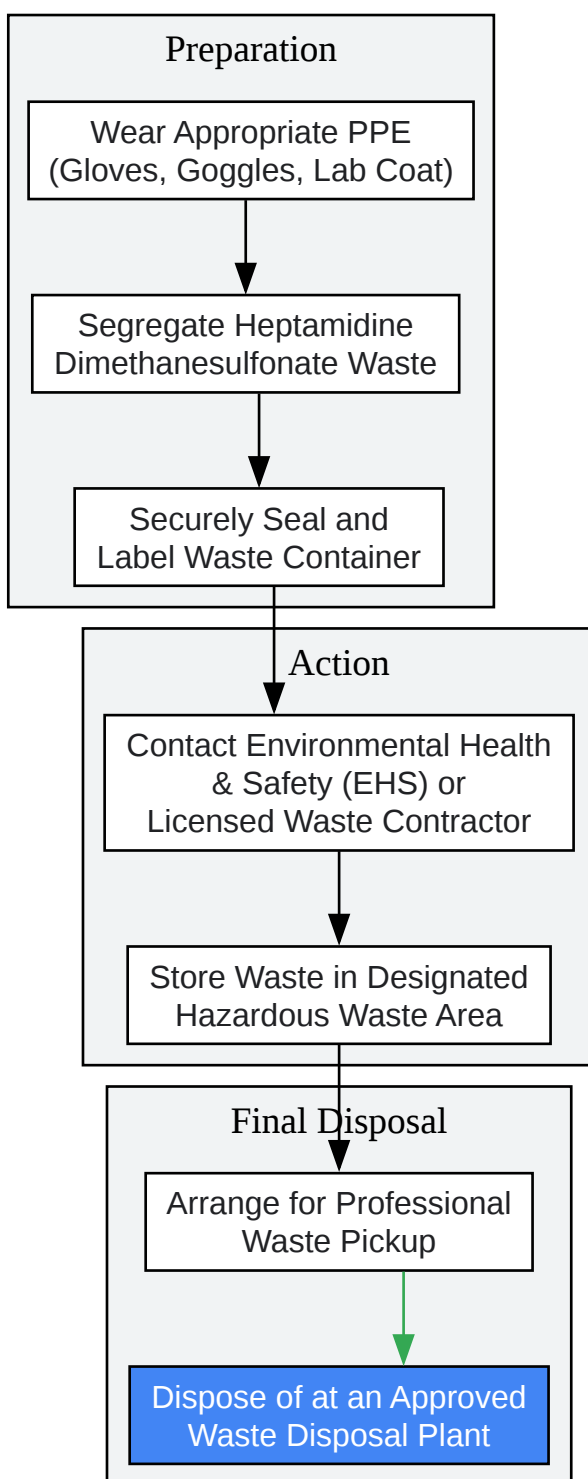 Preparation
Wear Appropriate PPE
(Gloves, Goggles, Lab Coat)
Segregate Heptamidine
Dimethanesulfonate Waste
Securely Seal and
Label Waste Container
Action
Contact Environmental Health
& Safety (EHS) or
Licensed Waste Contractor
Store Waste in Designated
Hazardous Waste Area
Final Disposal
Arrange for Professional
Waste Pickup
Dispose of at an Approved
Waste Disposal Plant